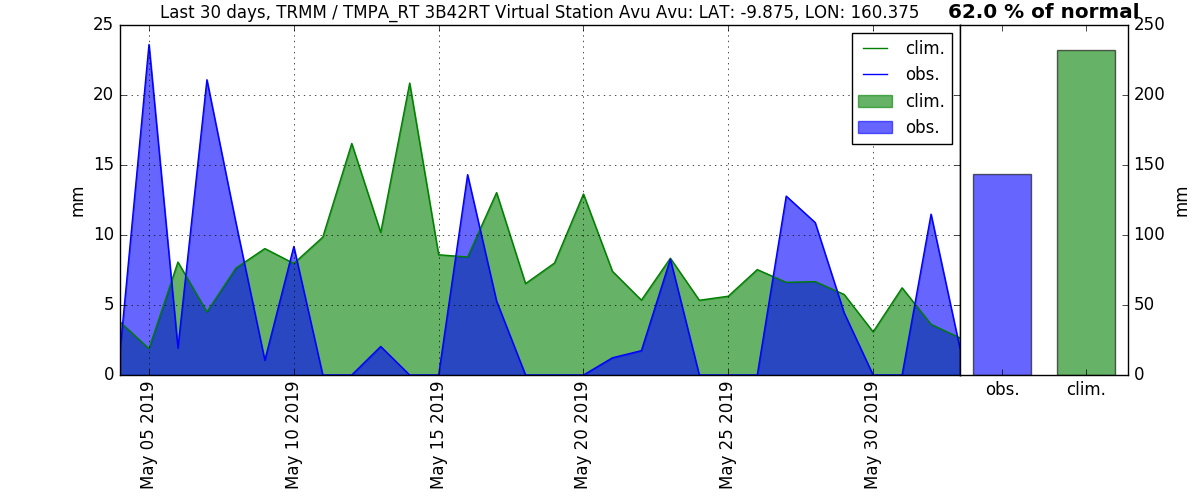 Last 30 days, TRMM / TMPA_RT 3B42RT Virtual Station Avu Avu: LAT: -9.875, LON: 160.375
62.0 % of normal
25
20
15
10
5
0
mm
clim.
obs.
clim.
obs.
250
200
150
100
50
0
mm
May 05 2019
May 10 2019
May 15 2019
May 20 2019
May 25 2019
May 30 2019
obs.
clim.